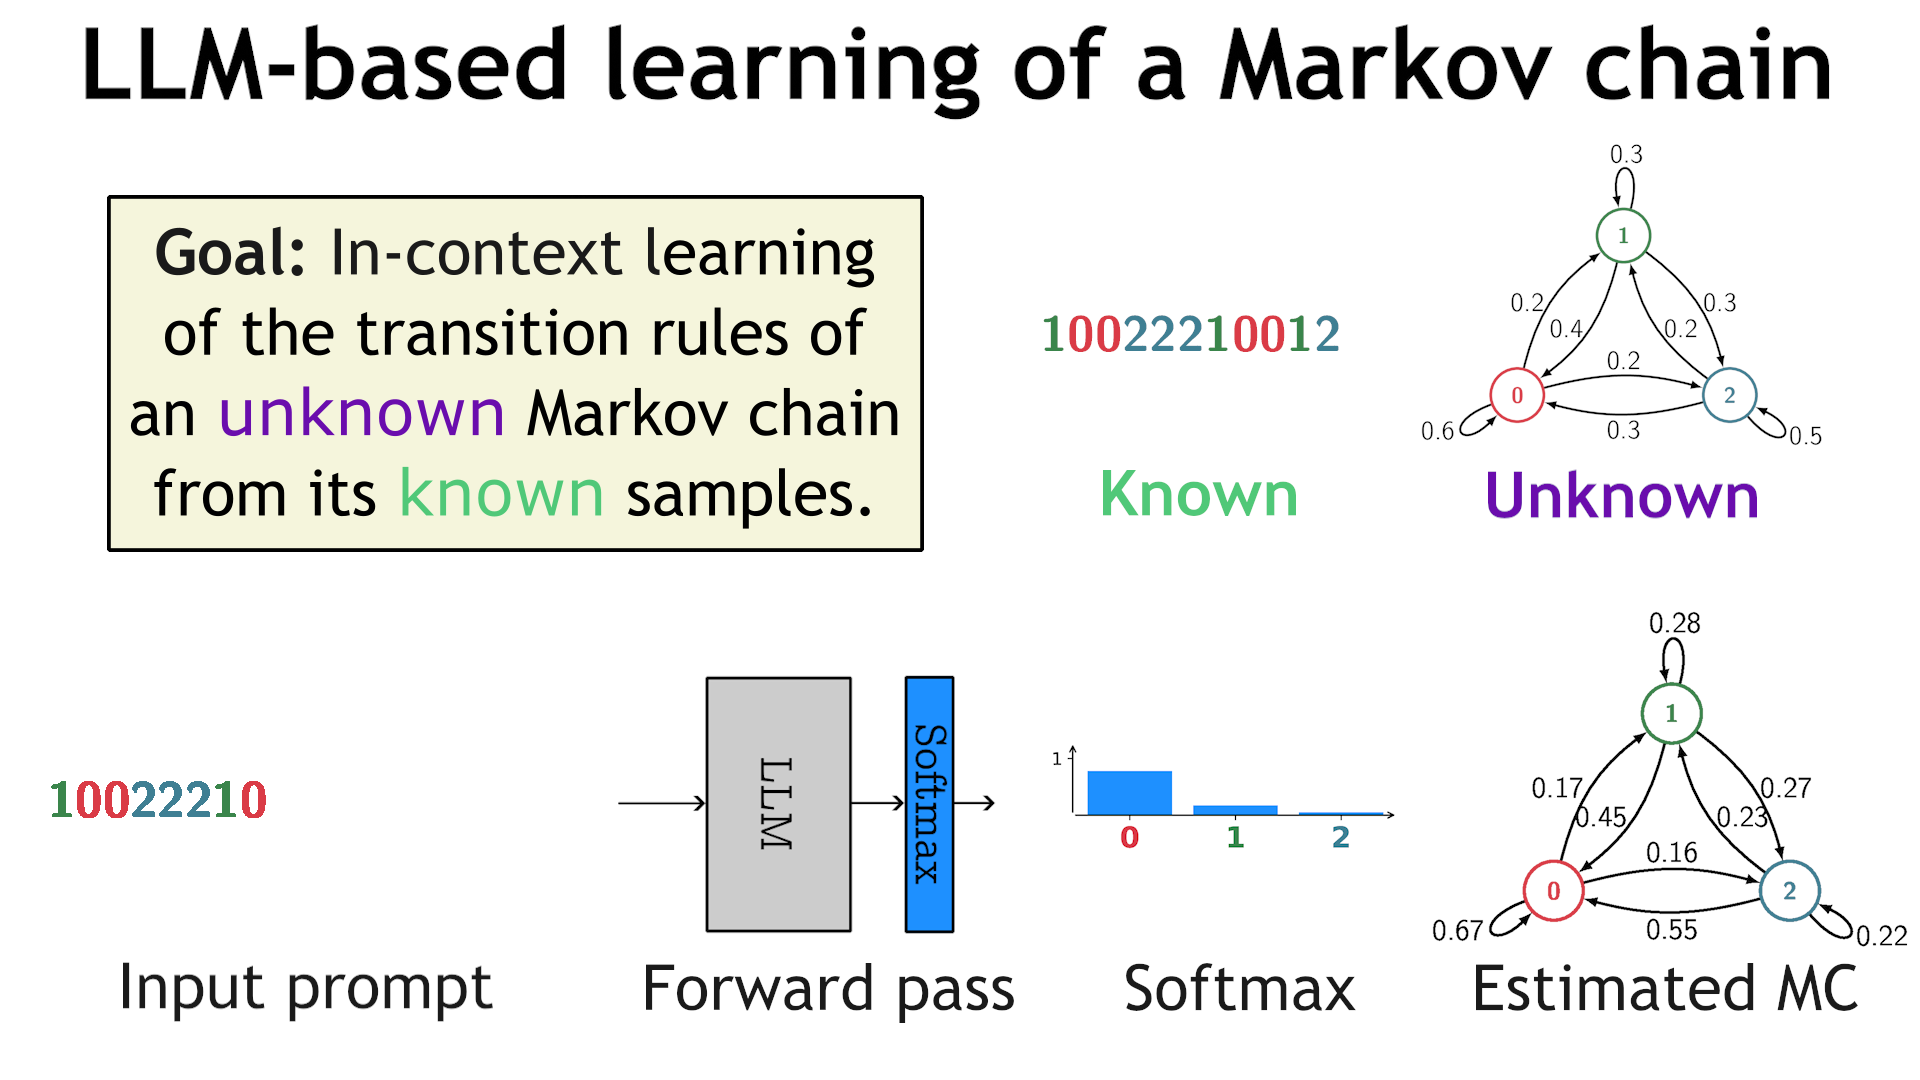 LLM-based learning of a Markov chain
Goal: In-context learning
of the transition rules of
an unknown Markov chain
from its known samples.
10022210012
Known
0.3
1
0.2
0.3
0.4
0.2
0.2
0
2
0.6
0.3
0.5
Unknown
10022210
Input prompt
LLM
Softmax
Forward pass
1
0
1
2
Softmax
0.28
1
0.17
0.27
0.45
0.23
0.16
0
2
0.67
0.55
0.22
Estimated MC